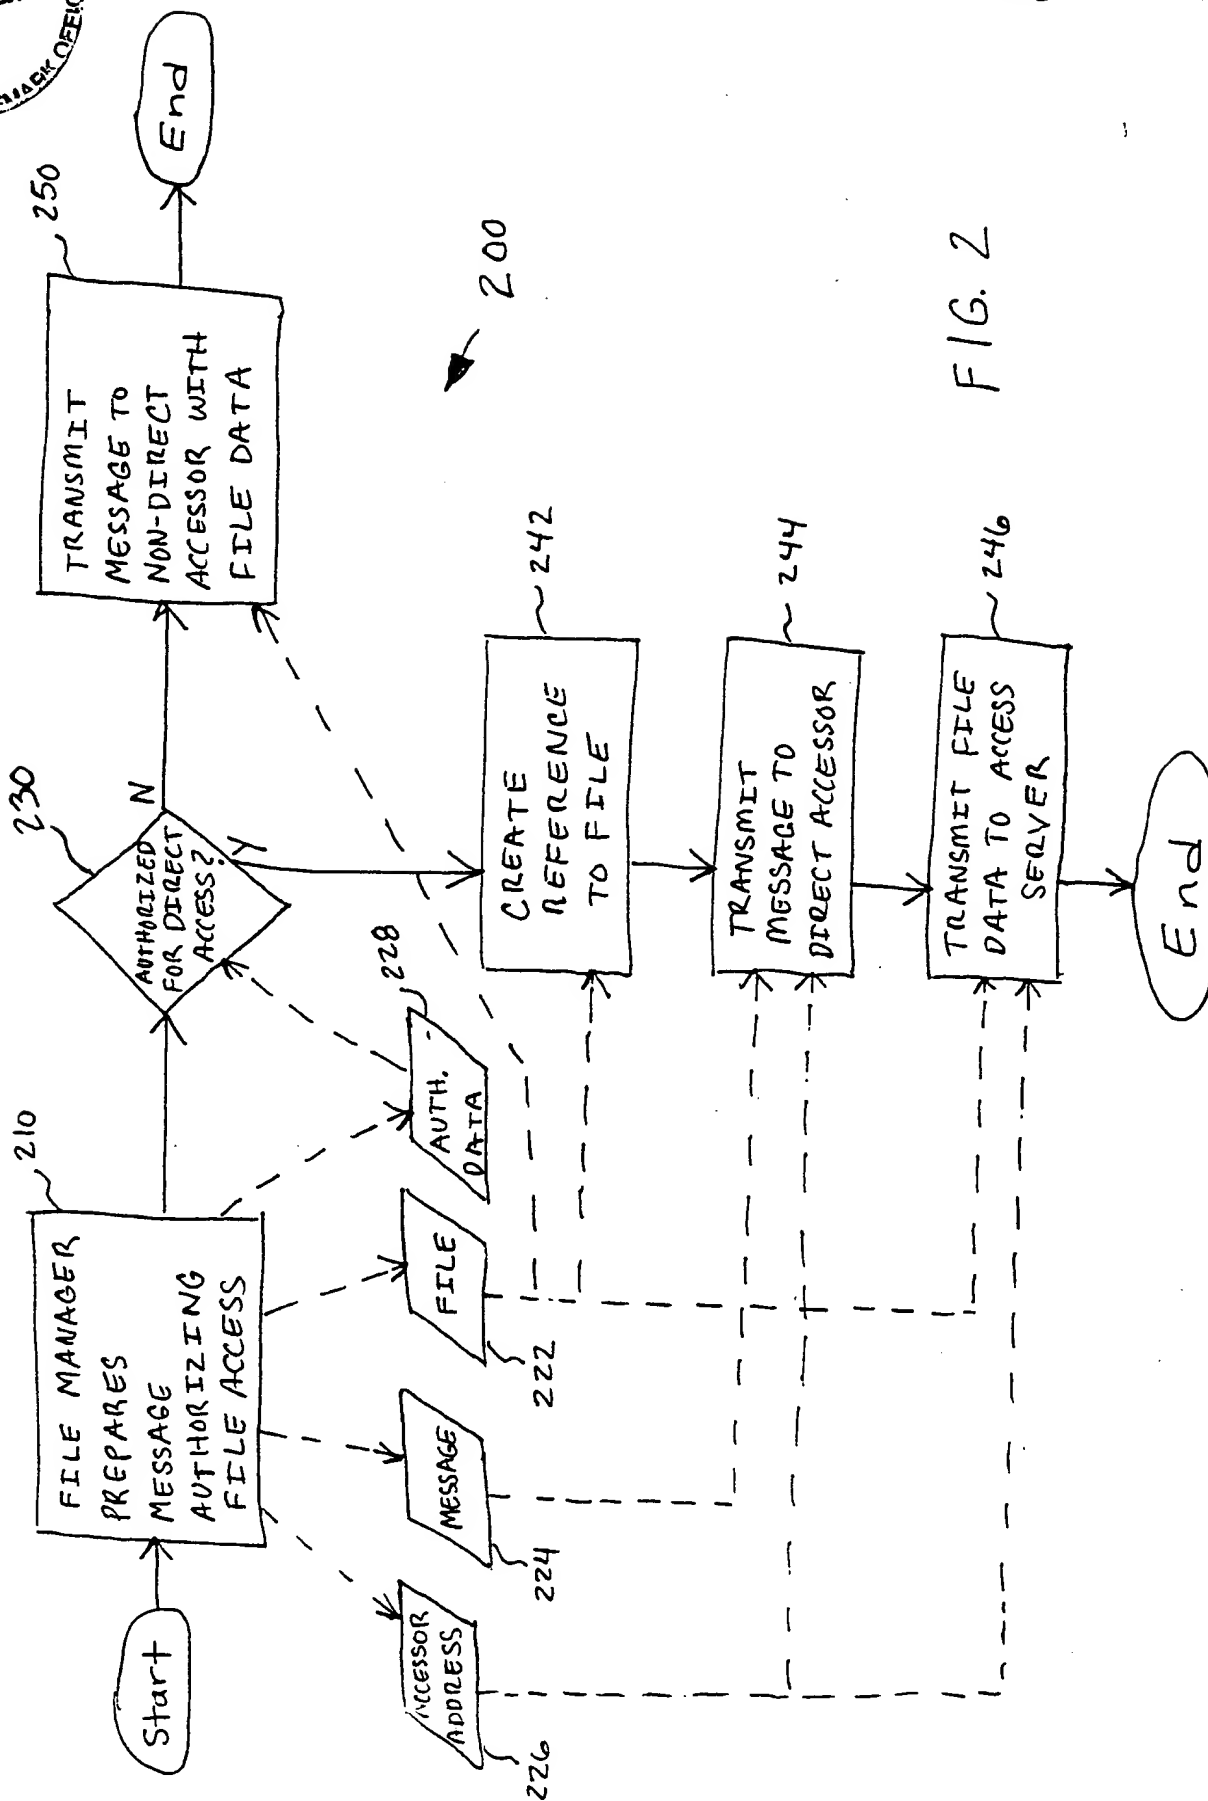 Start
210
FILE MANAGER
PREPARES
MESSAGE
AUTHORIZING
FILE ACCESS
230
AUTHORIZED
FOR DIRECT
ACCESS?
N
Y
250
TRANSMIT
MESSAGE TO
NON-DIRECT
ACCESSOR WITH
FILE DATA
End
ACCESSOR
ADDRESS
226
MESSAGE
224
FILE
222
AUTH.
DATA
228
200
CREATE
REFERENCE
TO FILE
242
TRANSMIT
MESSAGE TO
DIRECT ACCESSOR
244
TRANSMIT FILE
DATA TO ACCESS
SERVER
246
End
FIG. 2